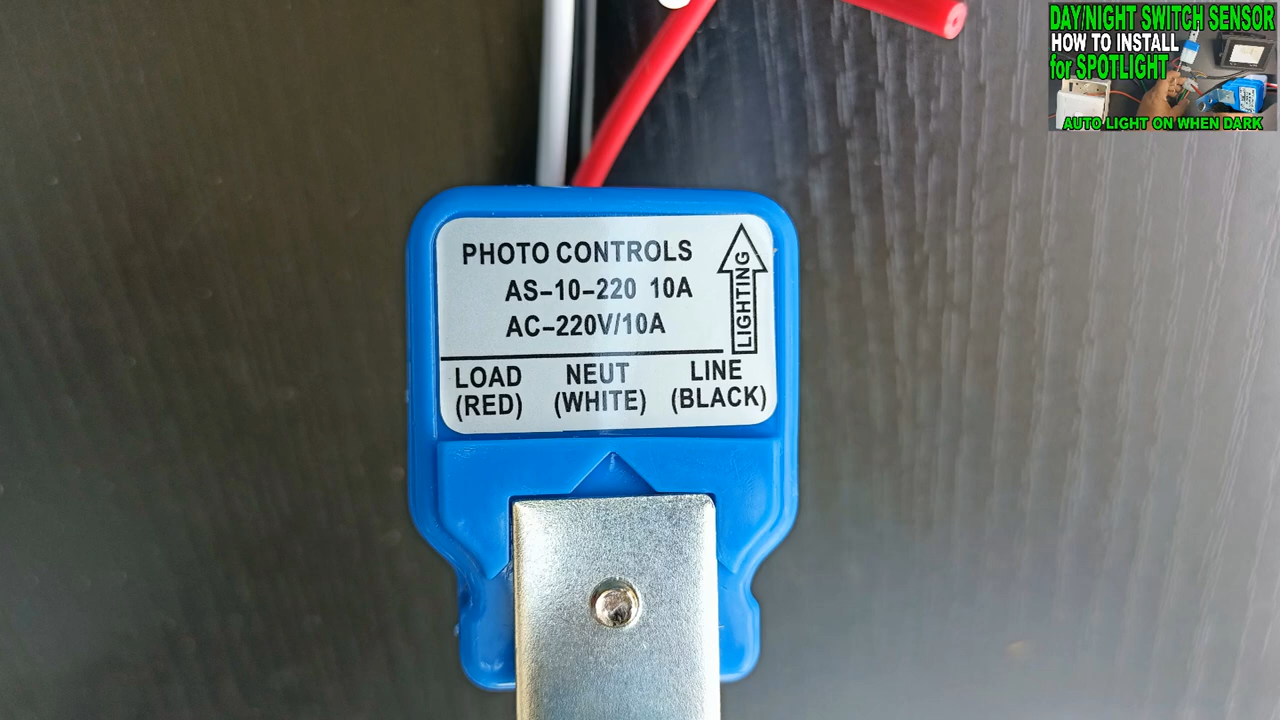 DAY/NIGHT SWITCH SENSOR
HOW TO INSTALL
for SPOTLIGHT
AUTO LIGHT ON WHEN DARK
PHOTO CONTROLS
AS-10-220 10A
AC-220V/10A
LIGHTING
LOAD NEUT LINE
(RED) (WHITE) (BLACK)